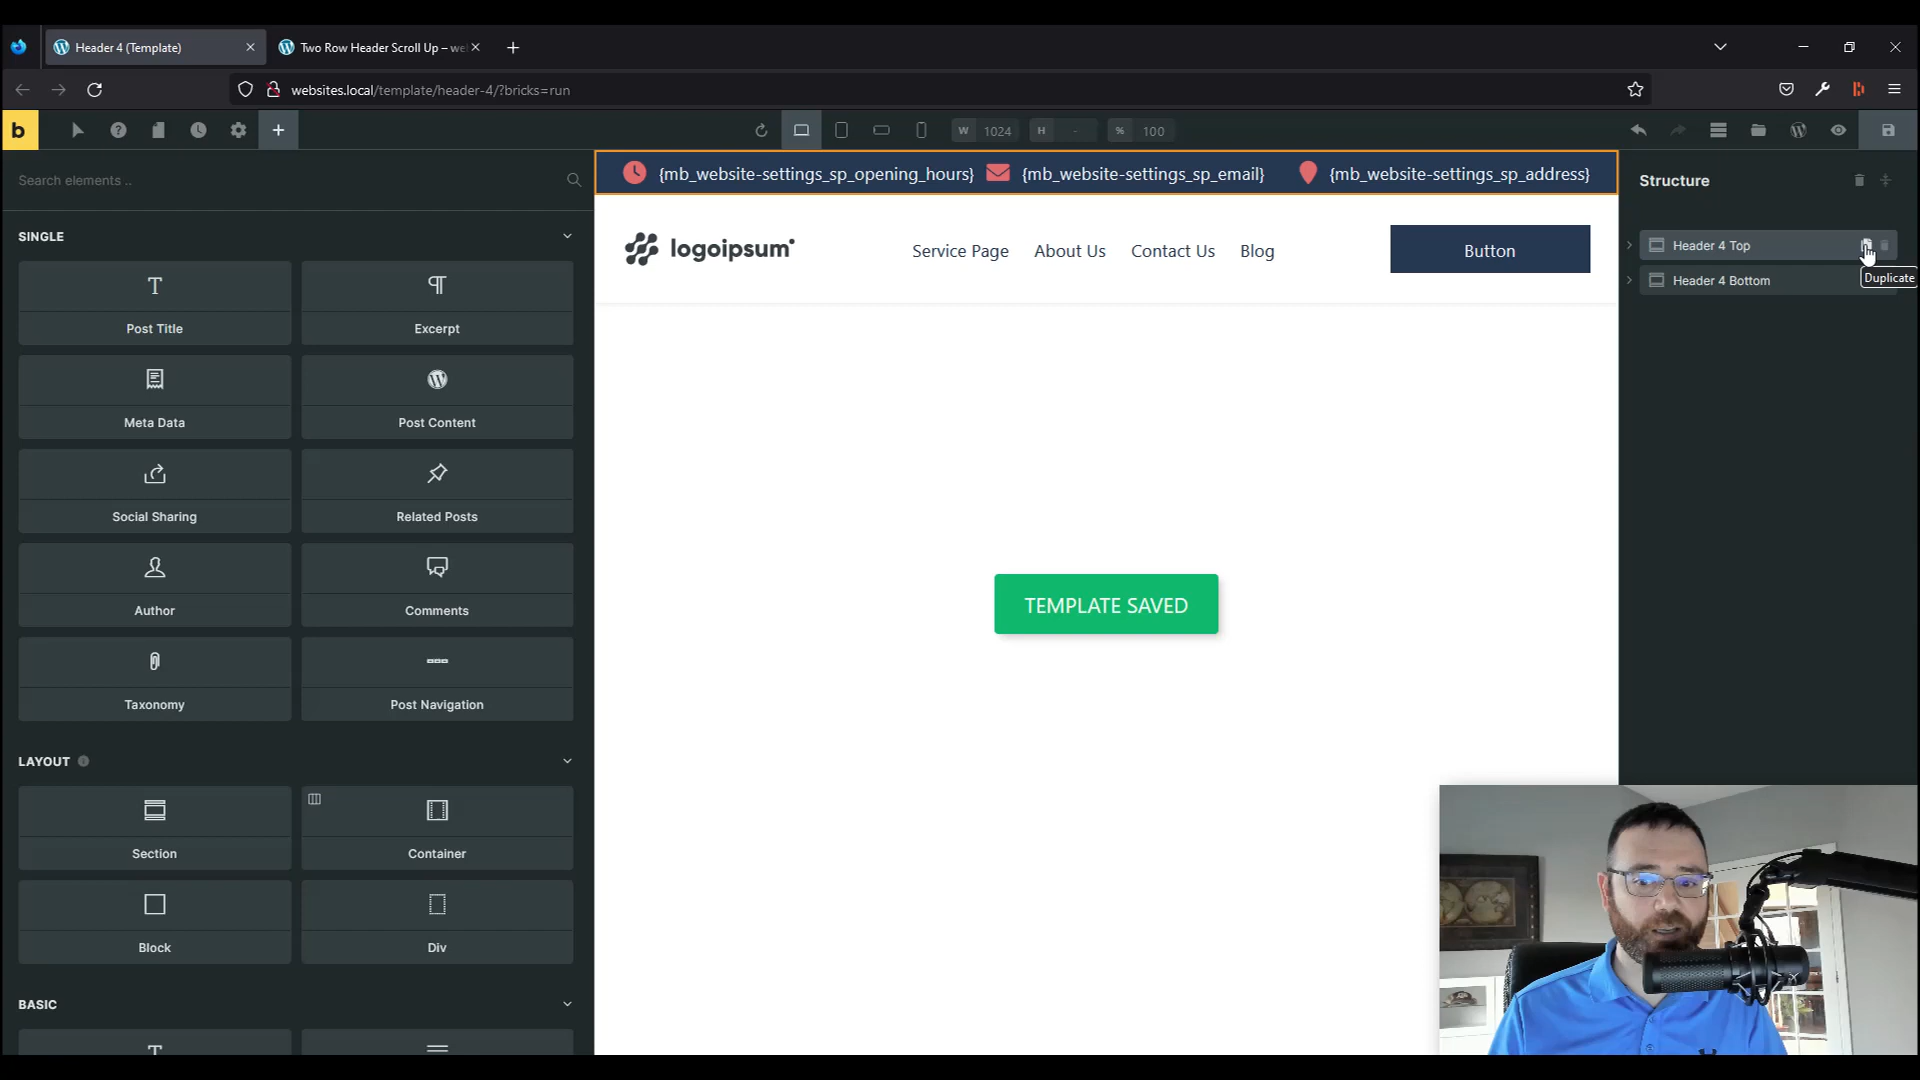 Header 4 (Template)
Two Row Header Scroll Up – we
websites.local/template/header-4/?bricks=run
b
W 1024 H - % 100
Search elements ..
{mb_website-settings_sp_opening_hours} {mb_website-settings_sp_email} {mb_website-settings_sp_address}
Structure
SINGLE
Header 4 Top
logoipsum
Service Page About Us Contact Us Blog
Button
Duplicate
Header 4 Bottom
Post Title
Excerpt
Meta Data
Post Content
Social Sharing
Related Posts
Author
Comments
TEMPLATE SAVED
Taxonomy
Post Navigation
LAYOUT
Section
Container
Block
Div
BASIC